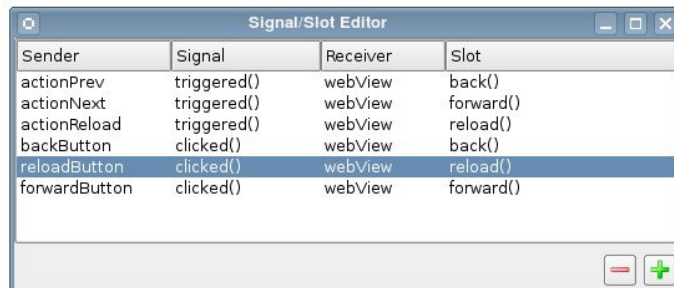 Signal/Slot Editor
Sender Signal Receiver Slot
actionPrev triggered() webView back()
actionNext triggered() webView forward()
actionReload triggered() webView reload()
backButton clicked() webView back()
reloadButton clicked() webView reload()
forwardButton clicked() webView forward()